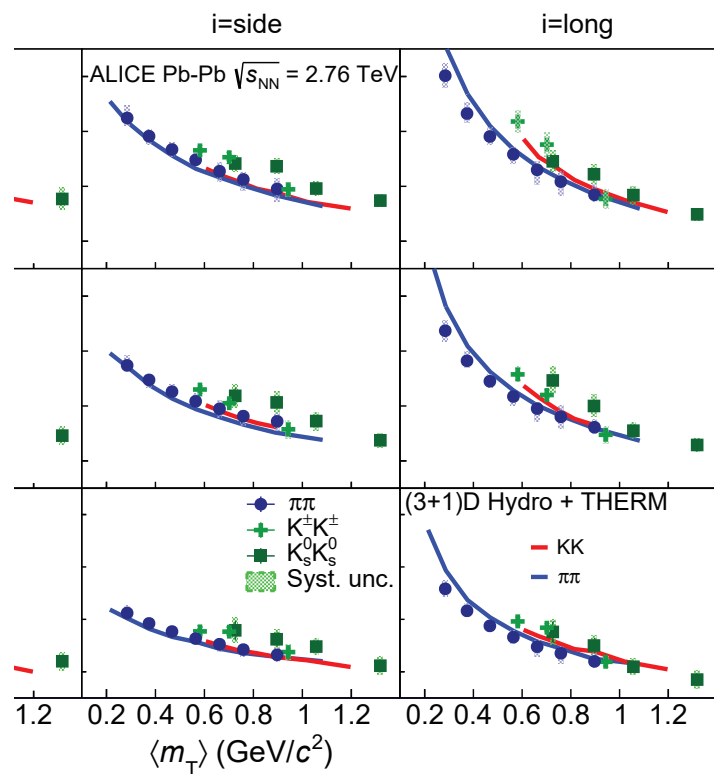 i=side i=long
ALICE Pb-Pb √s_NN = 2.76 TeV
ππ
K±K±
K⁰sK⁰s
Syst. unc.
(3+1)D Hydro + THERM
KK
ππ
1.2 0.2 0.4 0.6 0.8 1 1.2 0.2 0.4 0.6 0.8 1 1.2
⟨m_T⟩ (GeV/c²)